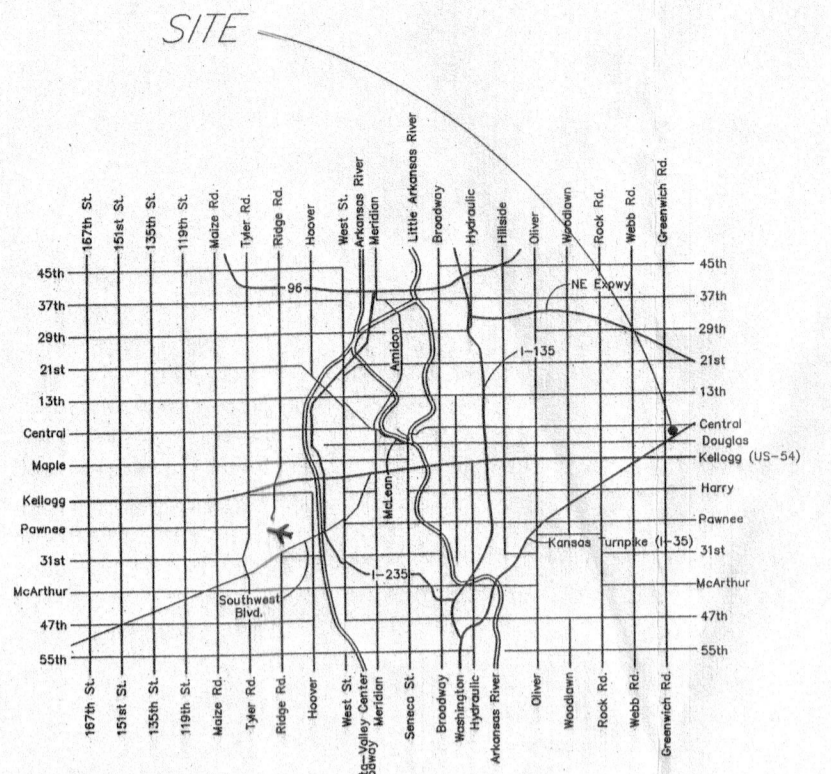 SITE
167th St.
151st St.
135th St.
119th St.
Maize Rd.
Tyler Rd.
Ridge Rd.
Hoover
West St.
Arkansas River
Meridian
Little Arkansas River
Broadway
Hydraulic
Hillside
Oliver
Woodlawn
Rock Rd.
Webb Rd.
Greenwich Rd.
45th
37th
29th
21st
13th
Central
Maple
Kellogg
Pawnee
31st
McArthur
47th
55th
96
Amidon
I-135
NE Expwy
McLean
I-235
Southwest
Blvd.
Kansas Turnpike (I-35)
45th
37th
29th
21st
13th
Central
Douglas
Kellogg (US-54)
Harry
Pawnee
31st
McArthur
47th
55th
167th St.
151st St.
135th St.
119th St.
Maize Rd.
Tyler Rd.
Ridge Rd.
Hoover
West St.
ta-Valley Center
Meridian
Seneca St.
Broadway
Washington
Hydraulic
Arkansas River
Oliver
Woodlawn
Rock Rd.
Webb Rd.
Greenwich Rd.